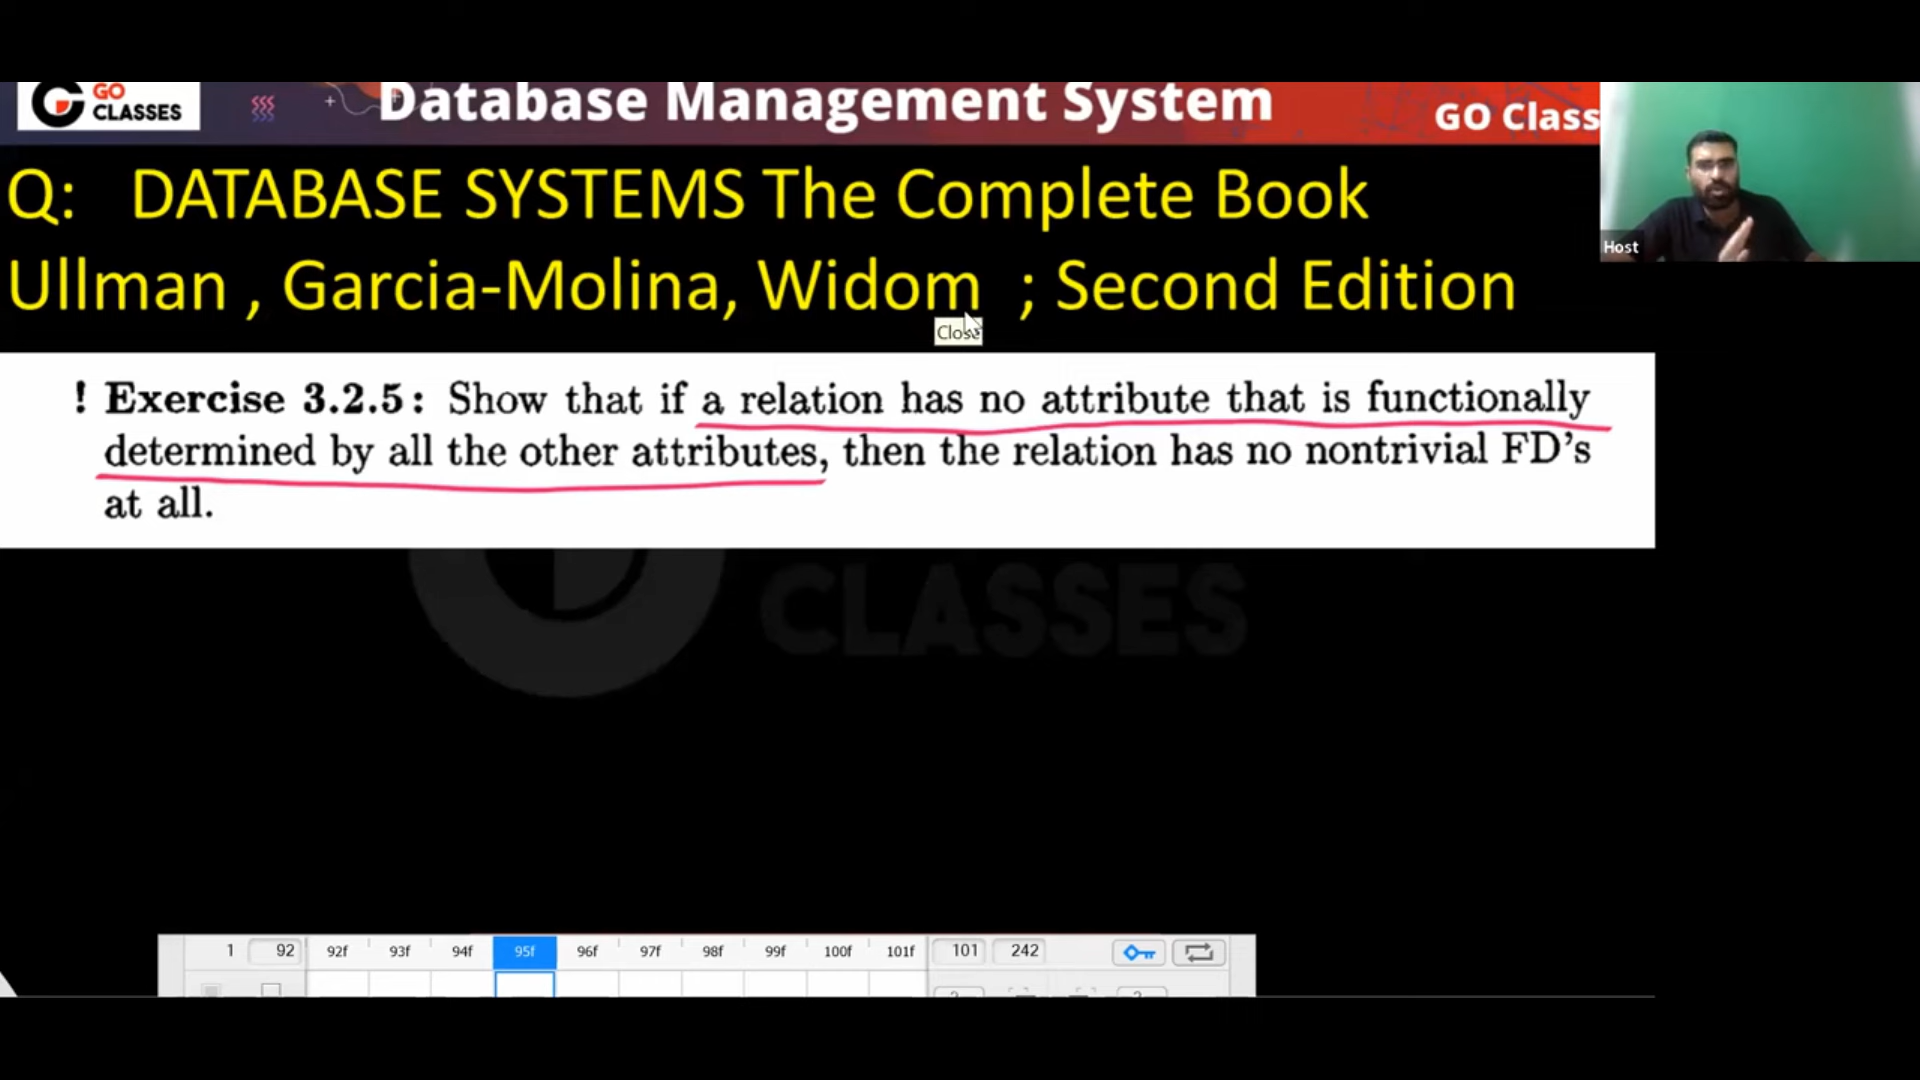 GO
CLASSES
Database Management System
GO Class
Q: DATABASE SYSTEMS The Complete Book
Ullman , Garcia-Molina, Widom ; Second Edition
Host
Close
! Exercise 3.2.5: Show that if a relation has no attribute that is functionally
determined by all the other attributes, then the relation has no nontrivial FD's
at all.
CLASSES
1 92 92f 93f 94f 95f 96f 97f 98f 99f 100f 101f 101 242